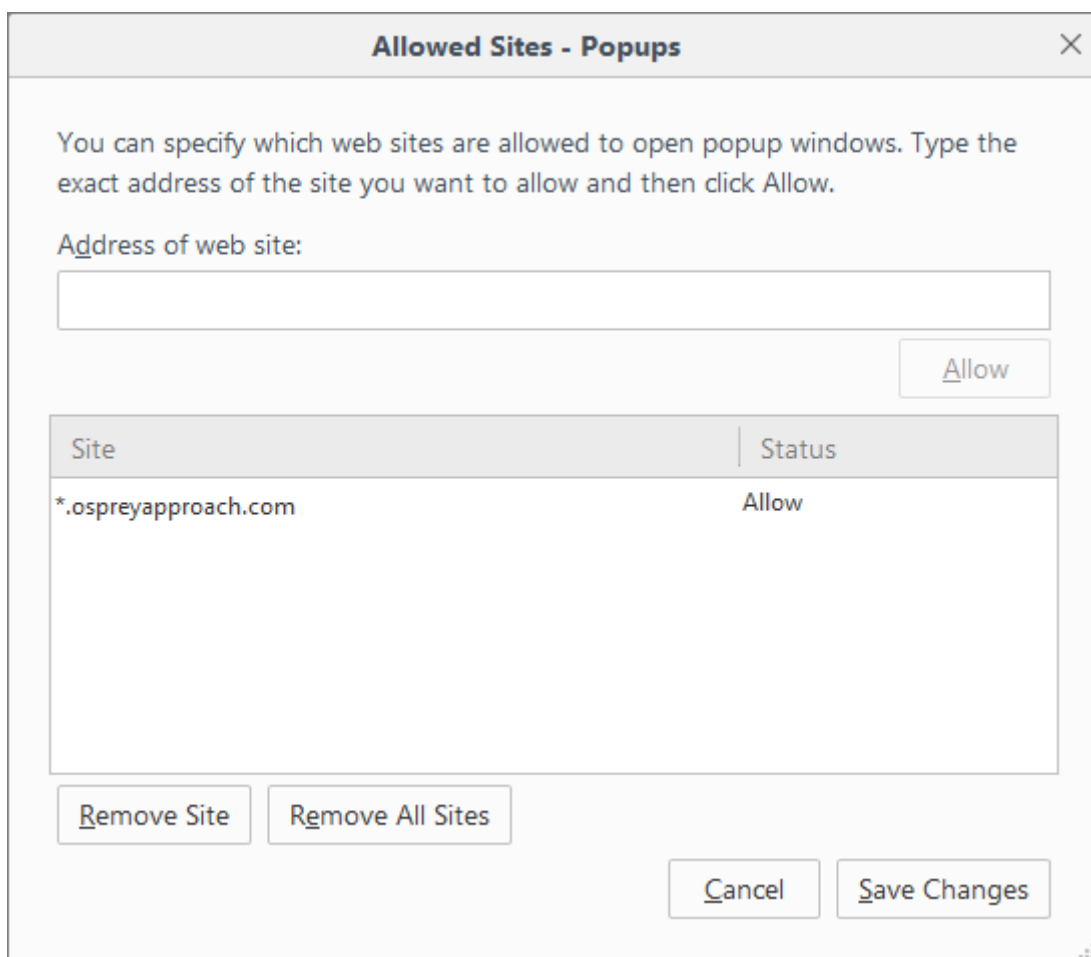 Allowed Sites - Popups
You can specify which web sites are allowed to open popup windows. Type the
exact address of the site you want to allow and then click Allow.
Address of web site:
Allow
Site Status
*.ospreyapproach.com Allow
Remove Site Remove All Sites
Cancel Save Changes